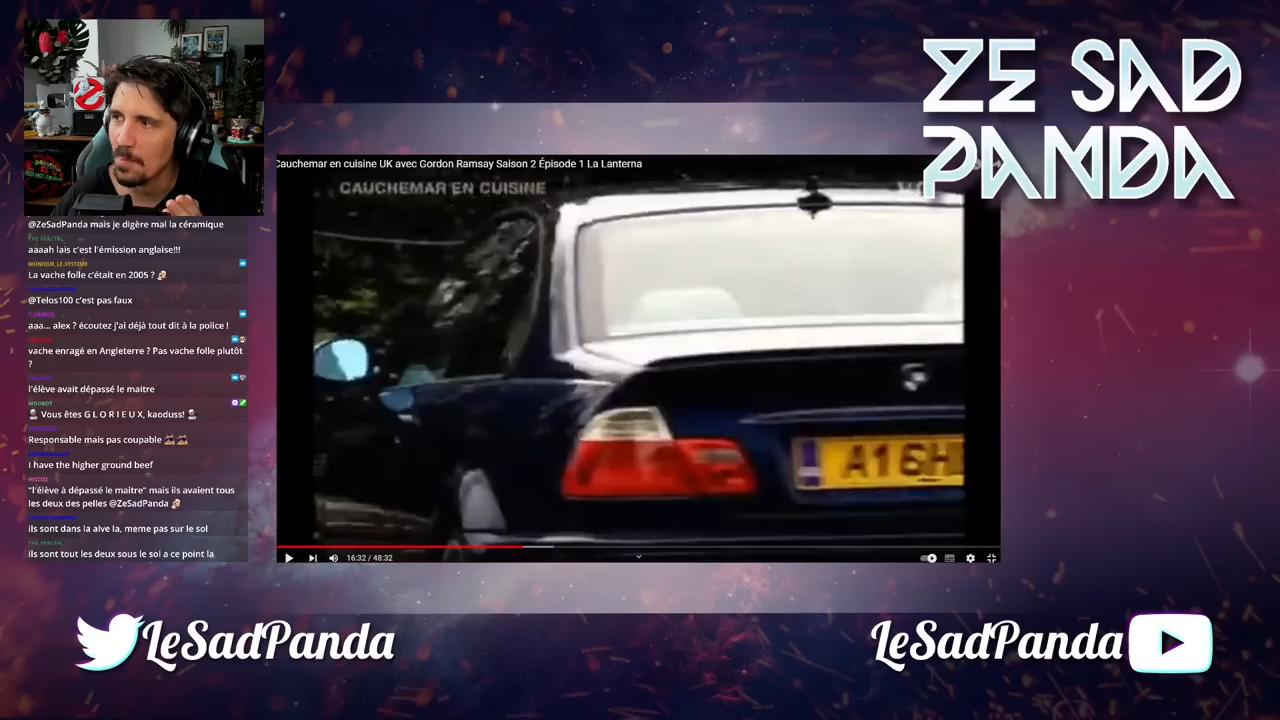 ZE SAD
PANDA
Cauchemar en cuisine UK avec Gordon Ramsay Saison 2 Épisode 1 La Lanterna
CAUCHEMAR EN CUISINE
@ZeSadPanda mais je digère mal la céramique
THE_FRACTAL_
aaaah lais c'est l'émission anglaise!!!
MONIQUE_LE_SYSTEME
La vache folle c'était en 2005 ?
@Telos100 c'est pas faux
aaa... alex ? écoutez j'ai déjà tout dit à la police !
vache enragé en Angleterre ? Pas vache folle plutôt
?
l'élève avait dépassé le maitre
MOOBOT
Vous êtes G L O R I E U X, kaoduss!
Responsable mais pas coupable
I have the higher ground beef
HICCOZ
"l'élève à dépassé le maitre" mais ils avaient tous
les deux des pelles @ZeSadPanda
ils sont dans la alve la, meme pas sur le sol
THE_FRACTAL_
ils sont tout les deux sous le sol a ce point la
A16H
16:32 / 48:32
LeSadPanda
LeSadPanda